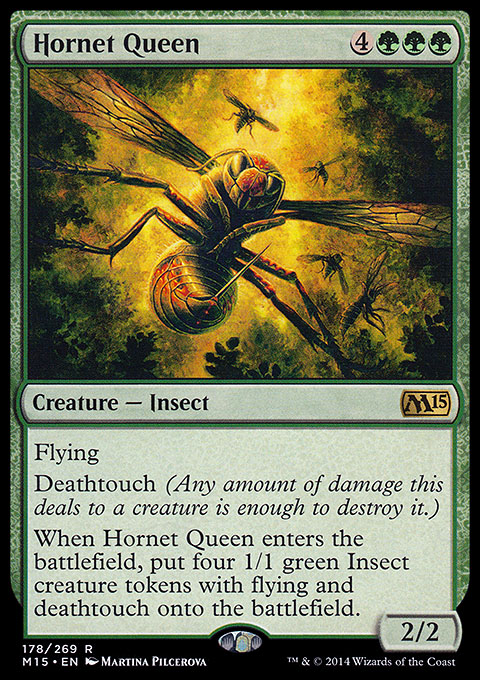 Hornet Queen 4
Creature — Insect M15
Flying
Deathtouch (Any amount of damage this
deals to a creature is enough to destroy it.)
When Hornet Queen enters the
battlefield, put four 1/1 green Insect
creature tokens with flying and
deathtouch onto the battlefield.
2/2
178/269 R
M15 • EN Martina Pilcerova
™ & © 2014 Wizards of the Coast